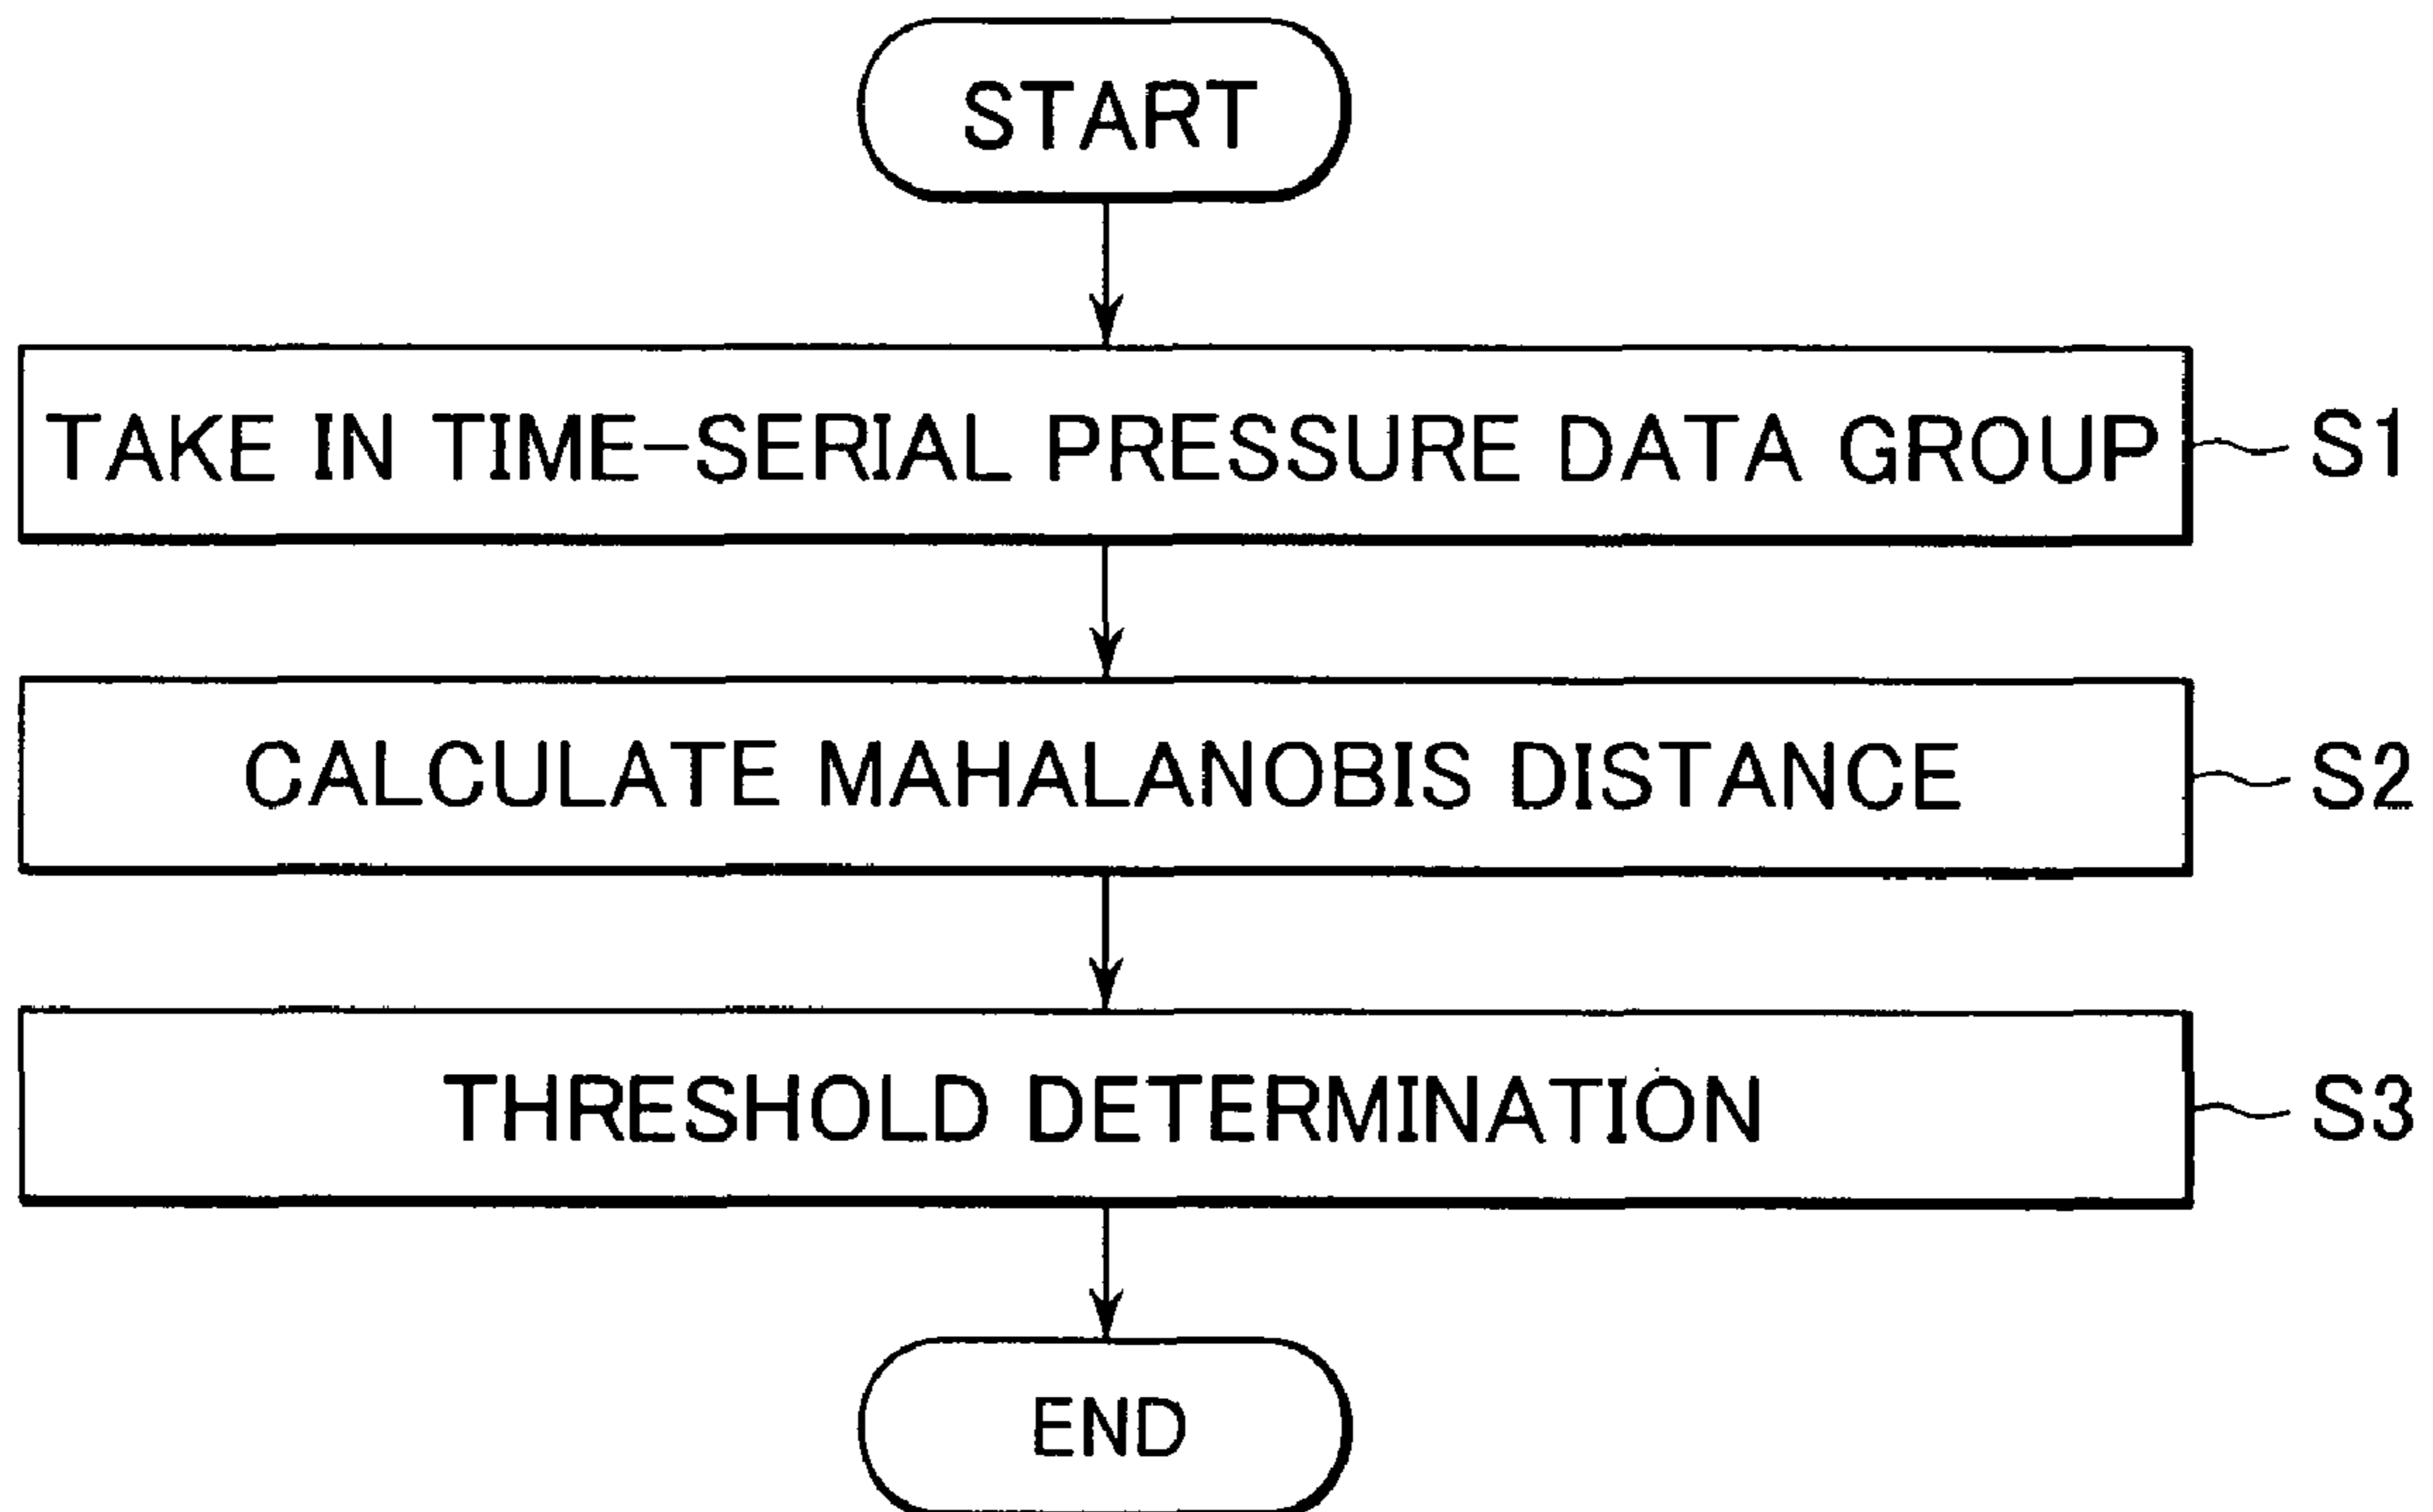 START
TAKE IN TIME-SERIAL PRESSURE DATA GROUP S1
CALCULATE MAHALANOBIS DISTANCE S2
THRESHOLD DETERMINATION S3
END